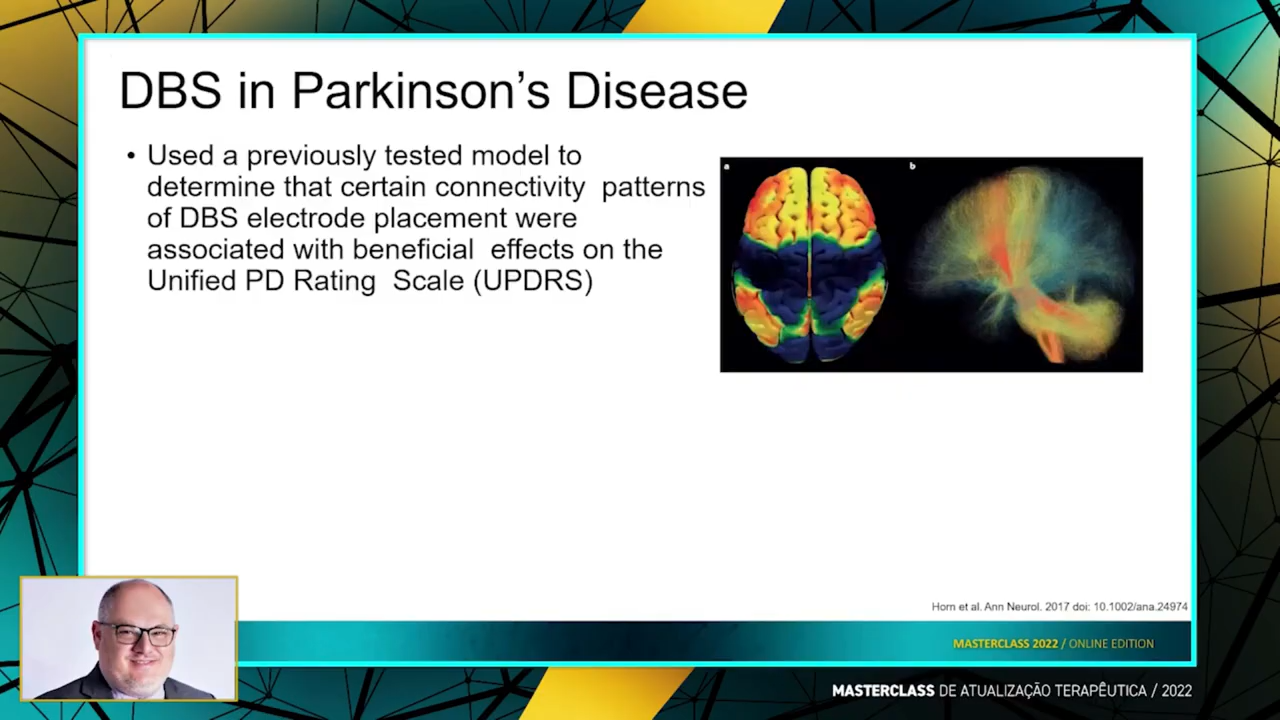 DBS in Parkinson's Disease
• Used a previously tested model to
determine that certain connectivity patterns
of DBS electrode placement were
associated with beneficial effects on the
Unified PD Rating Scale (UPDRS)
a
b
Horn et al. Ann Neurol. 2017 doi: 10.1002/ana.24974
MASTERCLASS 2022 / ONLINE EDITION
MASTERCLASS DE ATUALIZAÇÃO TERAPÊUTICA / 2022